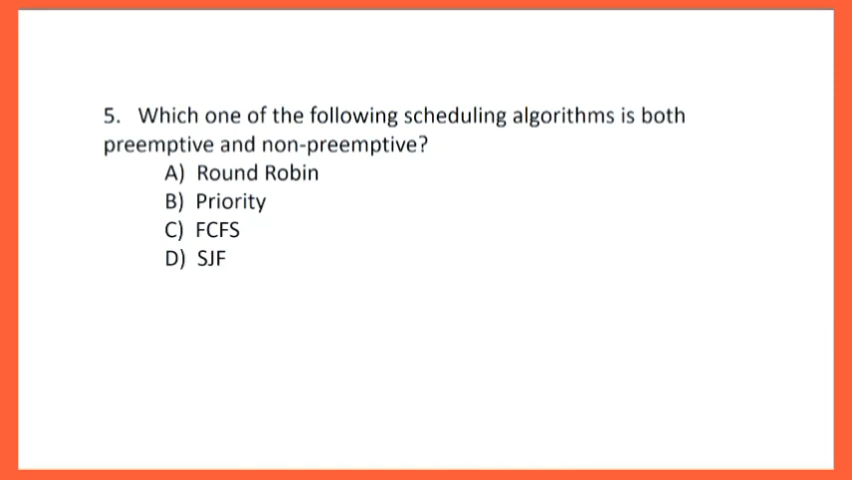 5. Which one of the following scheduling algorithms is both
preemptive and non-preemptive?
A) Round Robin
B) Priority
C) FCFS
D) SJF